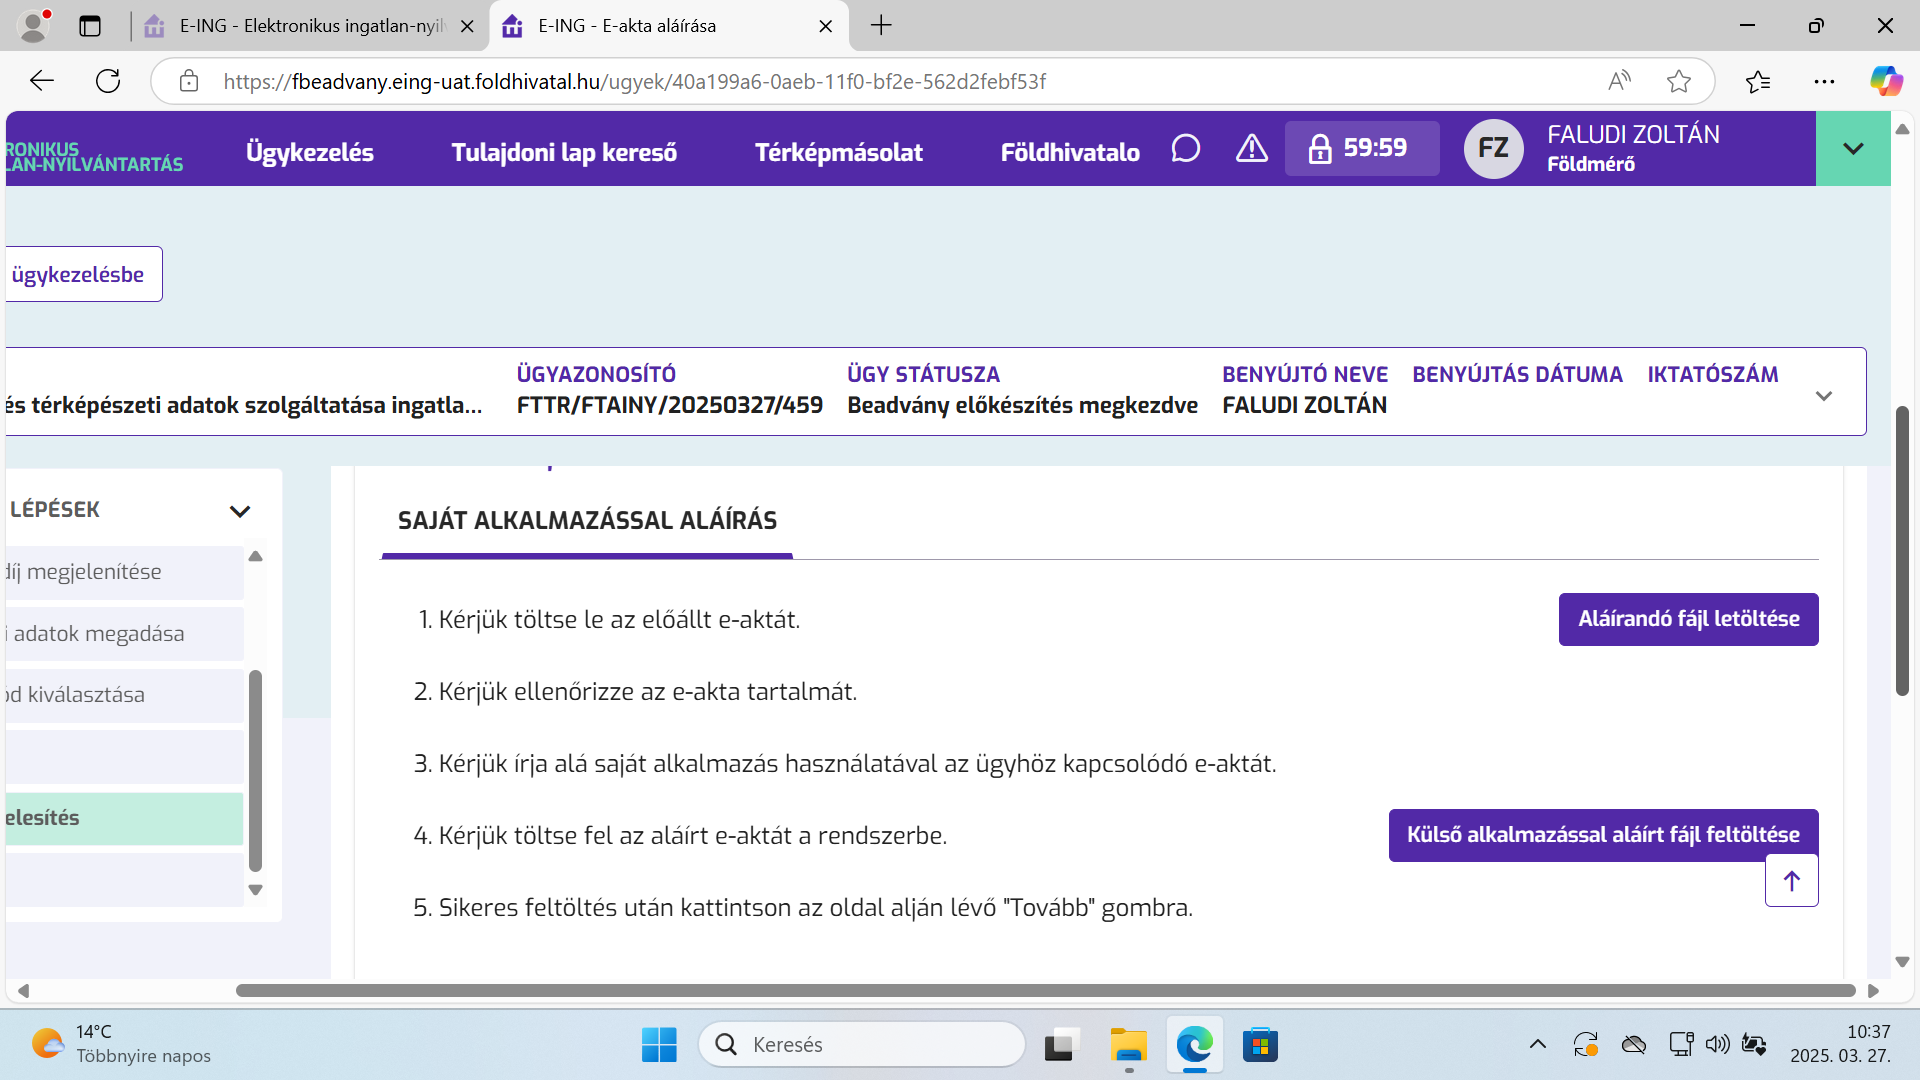 E-ING - Elektronikus ingatlan-nyil
E-ING - E-akta aláírása
https://fbeadvany.eing-uat.foldhivatal.hu/ugyek/40a199a6-0aeb-11f0-bf2e-562d2febf53f
RONIKUS
LAN-NYILVÁNTARTÁS
Ügykezelés
Tulajdoni lap kereső
Térképmásolat
Földhivatalo
59:59
FZ
FALUDI ZOLTÁN
Földmérő
ügykezelésbe
és térképészeti adatok szolgáltatása ingatla...
ÜGYAZONOSÍTÓ
FTTR/FTAINY/20250327/459
ÜGY STÁTUSZA
Beadvány előkészítés megkezdve
BENYÚJTÓ NEVE
FALUDI ZOLTÁN
BENYÚJTÁS DÁTUMA
IKTATÓSZÁM
LÉPÉSEK
díj megjelenítése
i adatok megadása
ód kiválasztása
elesítés
SAJÁT ALKALMAZÁSSAL ALÁÍRÁS
1. Kérjük töltse le az előállt e-aktát.
Aláírandó fájl letöltése
2. Kérjük ellenőrizze az e-akta tartalmát.
3. Kérjük írja alá saját alkalmazás használatával az ügyhöz kapcsolódó e-aktát.
4. Kérjük töltse fel az aláírt e-aktát a rendszerbe.
Külső alkalmazással aláírt fájl feltöltése
5. Sikeres feltöltés után kattintson az oldal alján lévő "Tovább" gombra.
14°C
Többnyire napos
Keresés
10:37
2025. 03. 27.